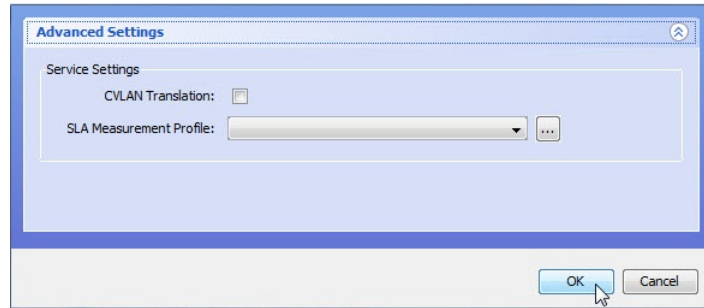 Advanced Settings
Service Settings
CVLAN Translation:
SLA Measurement Profile:
...
OK
Cancel